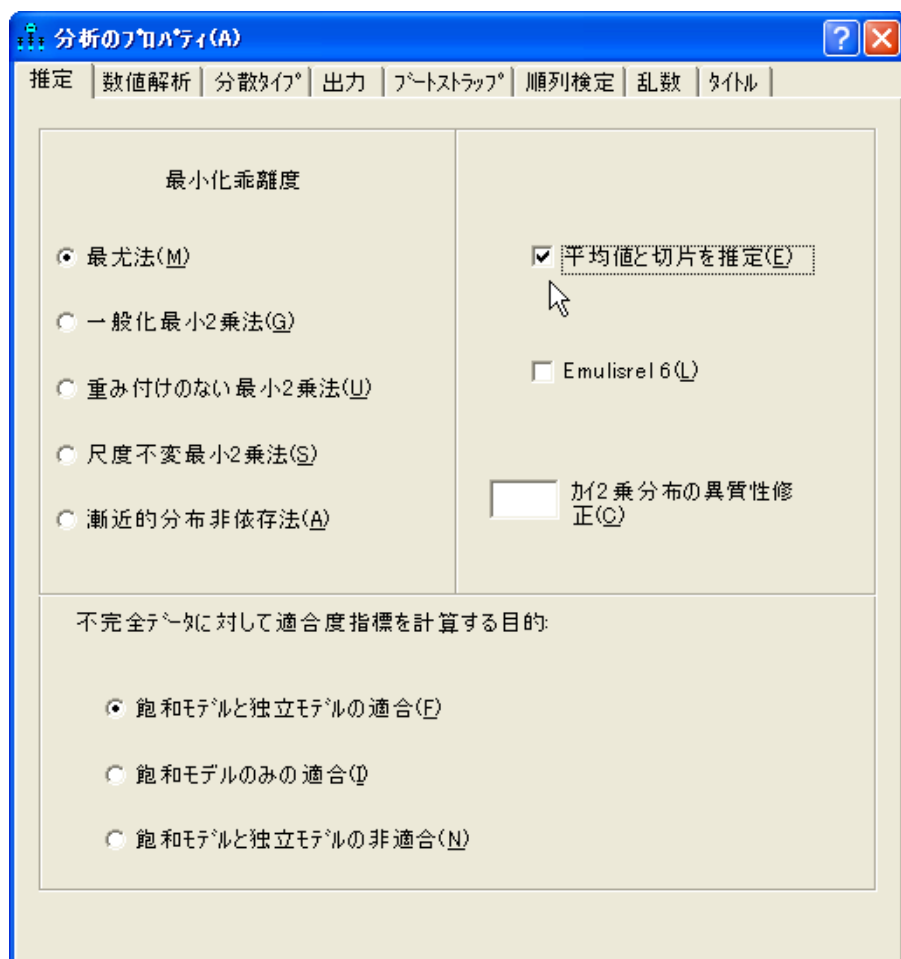 分析のﾌﾟﾛﾊﾟﾃｨ(A)
推定 数値解析 分散ﾀｲﾌﾟ 出力 ﾌﾞｰﾄｽﾄﾗｯﾌﾟ 順列検定 乱数 ﾀｲﾄﾙ
最小化乖離度
最尤法(M)
一般化最小2乗法(G)
重み付けのない最小2乗法(U)
尺度不変最小2乗法(S)
漸近的分布非依存法(A)
平均値と切片を推定(E)
Emulisrel6(L)
ｶｲ2乗分布の異質性修
正(C)
不完全ﾃﾞｰﾀに対して適合度指標を計算する目的:
飽和ﾓﾃﾞﾙと独立ﾓﾃﾞﾙの適合(F)
飽和モデルのみの適合(I)
飽和ﾓﾃﾞﾙと独立ﾓﾃﾞﾙの非適合(N)